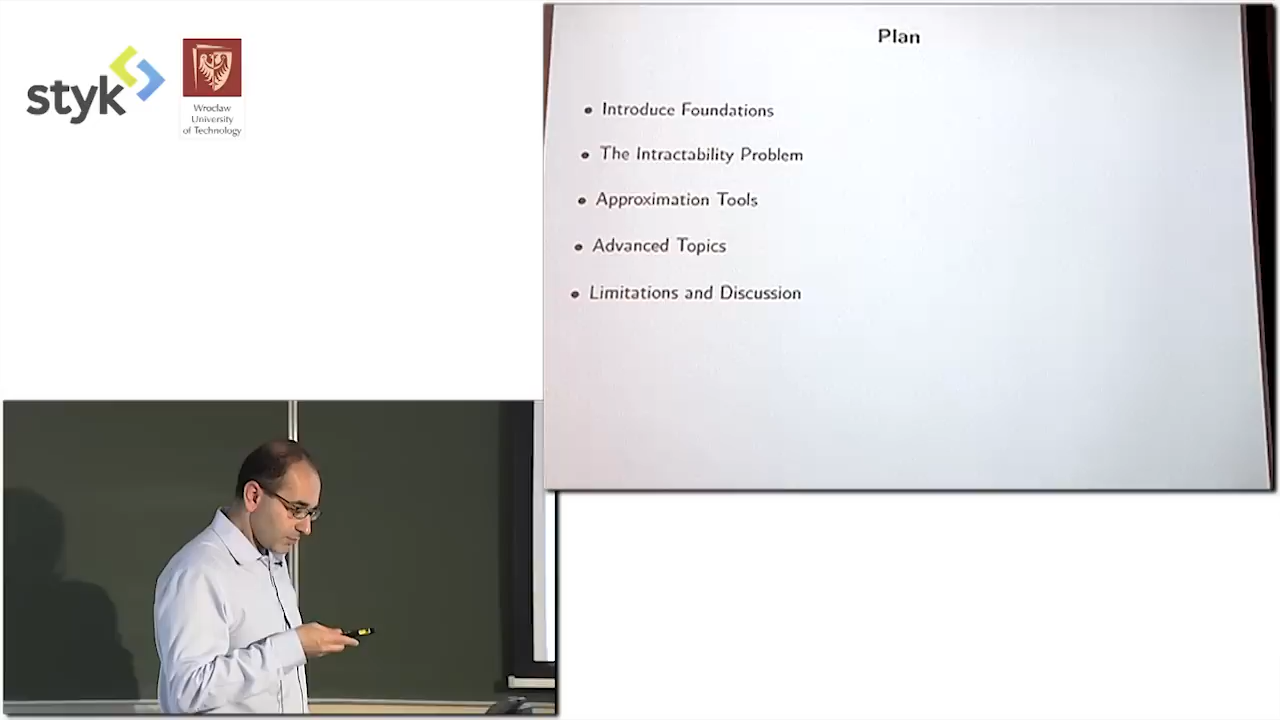 styk
Wrocław
University
of Technology
Plan
• Introduce Foundations
• The Intractability Problem
• Approximation Tools
• Advanced Topics
• Limitations and Discussion